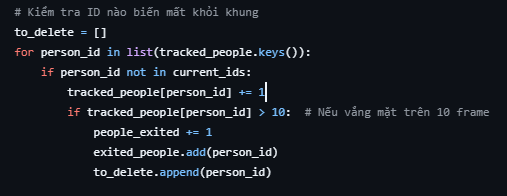 # Kiểm tra ID nào biến mất khỏi khung
to_delete = []
for person_id in list(tracked_people.keys()):
    if person_id not in current_ids:
        tracked_people[person_id] += 1
        if tracked_people[person_id] > 10:  # Nếu vắng mặt trên 10 frame
            people_exited += 1
            exited_people.add(person_id)
            to_delete.append(person_id)